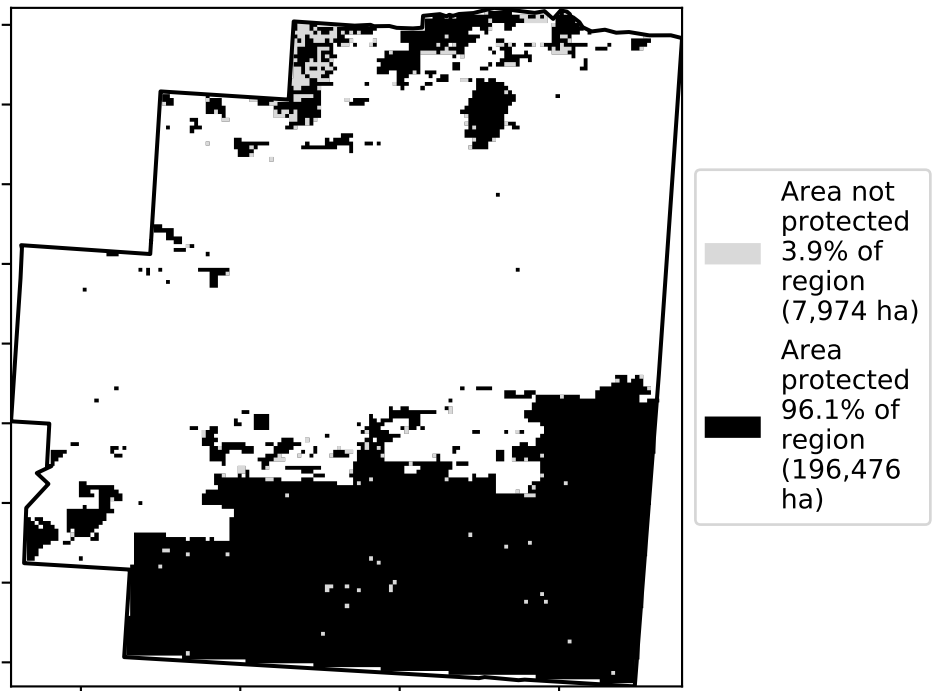 Area not
protected
3.9% of
region
(7,974 ha)
Area
protected
96.1% of
region
(196,476
ha)